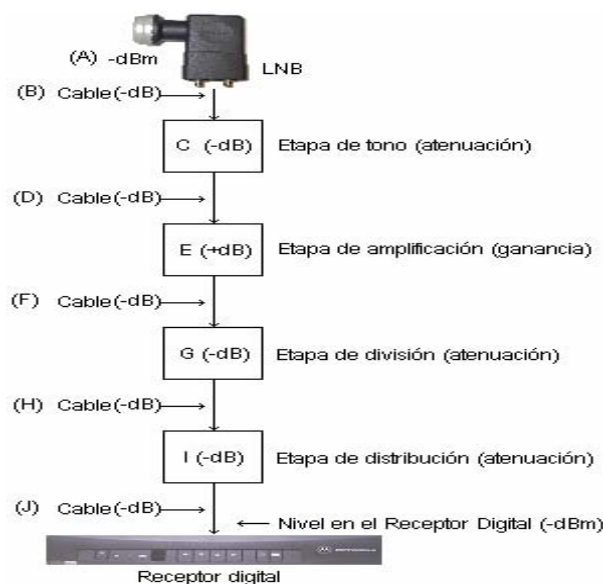 (A) -dBm
LNB
(B) Cable(-dB)
C (-dB) Etapa de tono (atenuación)
(D) Cable(-dB)
E (+dB) Etapa de amplificación (ganancia)
(F) Cable(-dB)
G (-dB) Etapa de división (atenuación)
(H) Cable(-dB)
I (-dB) Etapa de distribución (atenuación)
(J) Cable(-dB)
Nivel en el Receptor Digital (-dBm)
MOTOROLA
Receptor digital